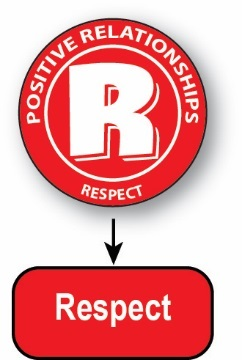 POSITIVE RELATIONSHIPS
R
RESPECT
Respect